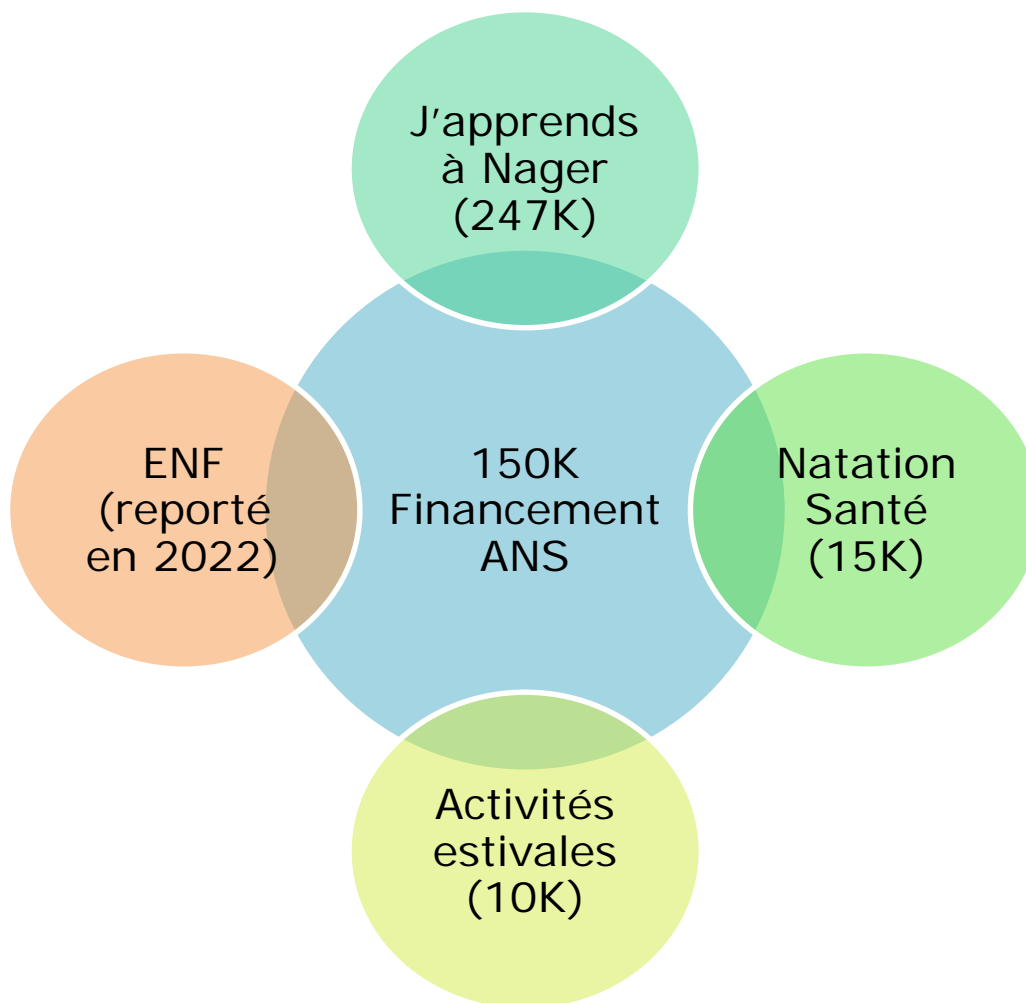 J'apprends
à Nager
(247K)
ENF
(reporté
en 2022)
150K
Financement
ANS
Natation
Santé
(15K)
Activités
estivales
(10K)